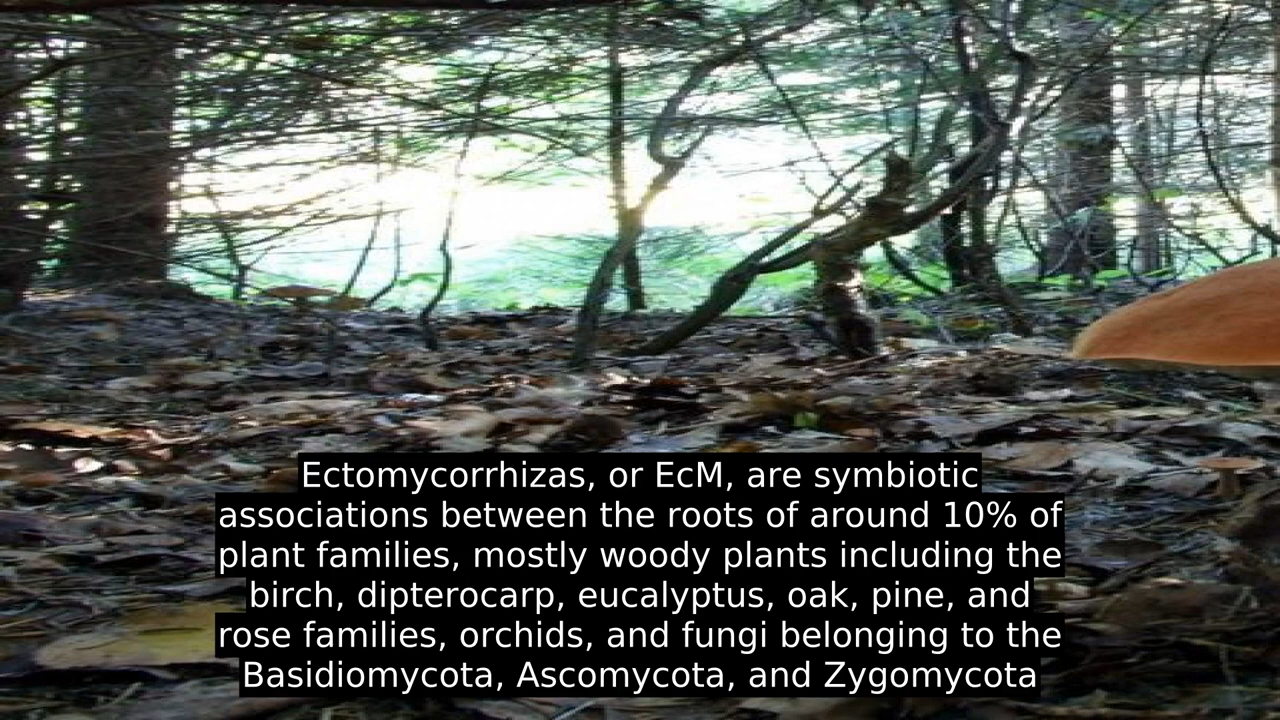 Ectomycorrhizas, or EcM, are symbiotic
associations between the roots of around 10% of
plant families, mostly woody plants including the
birch, dipterocarp, eucalyptus, oak, pine, and
rose families, orchids, and fungi belonging to the
Basidiomycota, Ascomycota, and Zygomycota